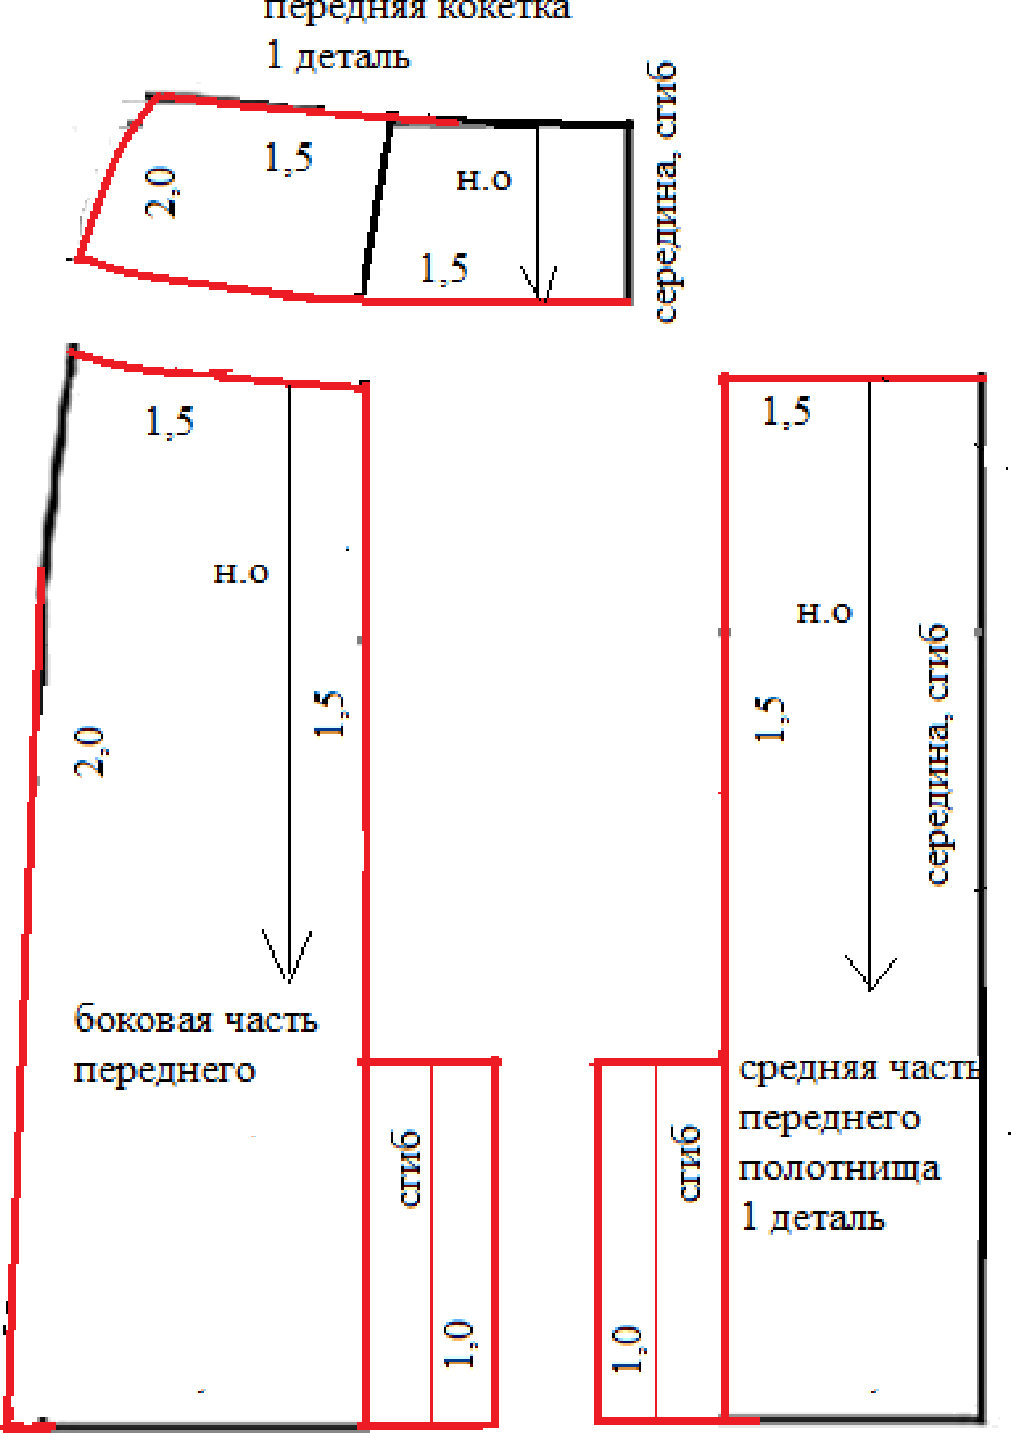 передняя кокетка
1 деталь
середина, сгиб
1,5
2,0
н.о
1,5
1,5
н.о
1,5
2,0
боковая часть
переднего
сгиб
1,0
1,5
н.о
1,5
середина, сгиб
средняя часть
переднего
полотнища
1 деталь
сгиб
1,0